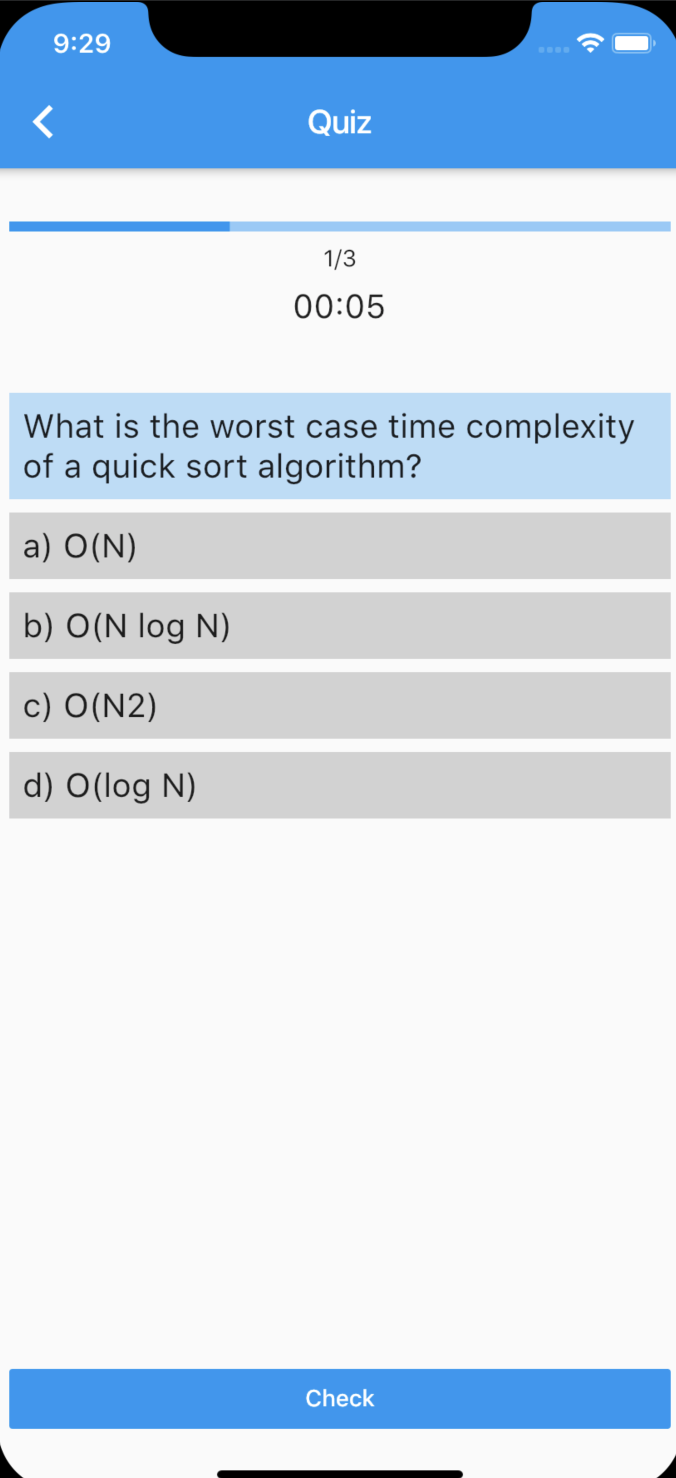 9:29
Quiz
1/3
00:05
What is the worst case time complexity
of a quick sort algorithm?
a) O(N)
b) O(N log N)
c) O(N2)
d) O(log N)
Check